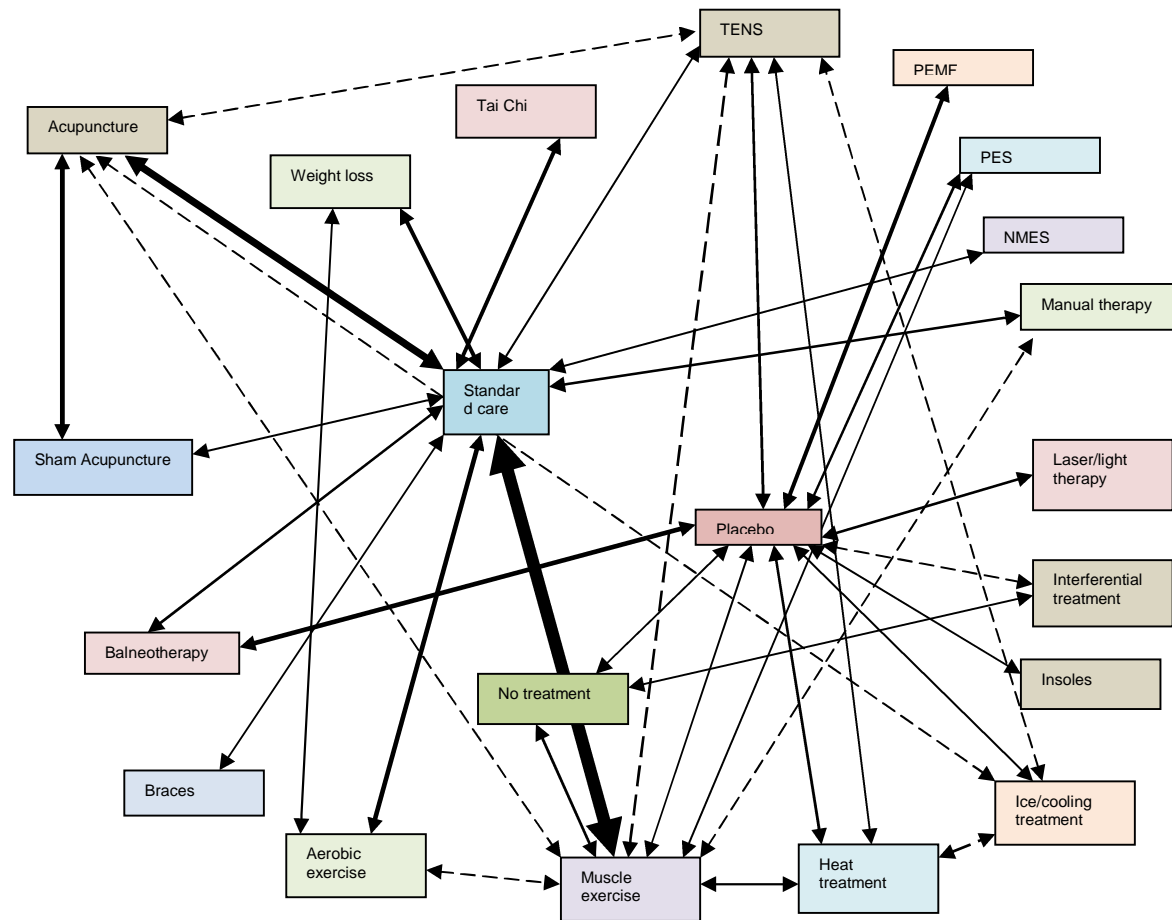 TENS
PEMF
Tai Chi
Acupuncture
PES
Weight loss
NMES
Manual therapy
Standar
d care
Sham Acupuncture
Laser/light
therapy
Placebo
Interferential
treatment
Balneotherapy
No treatment
Insoles
Braces
Ice/cooling
treatment
Aerobic
exercise
Heat
treatment
Muscle
exercise